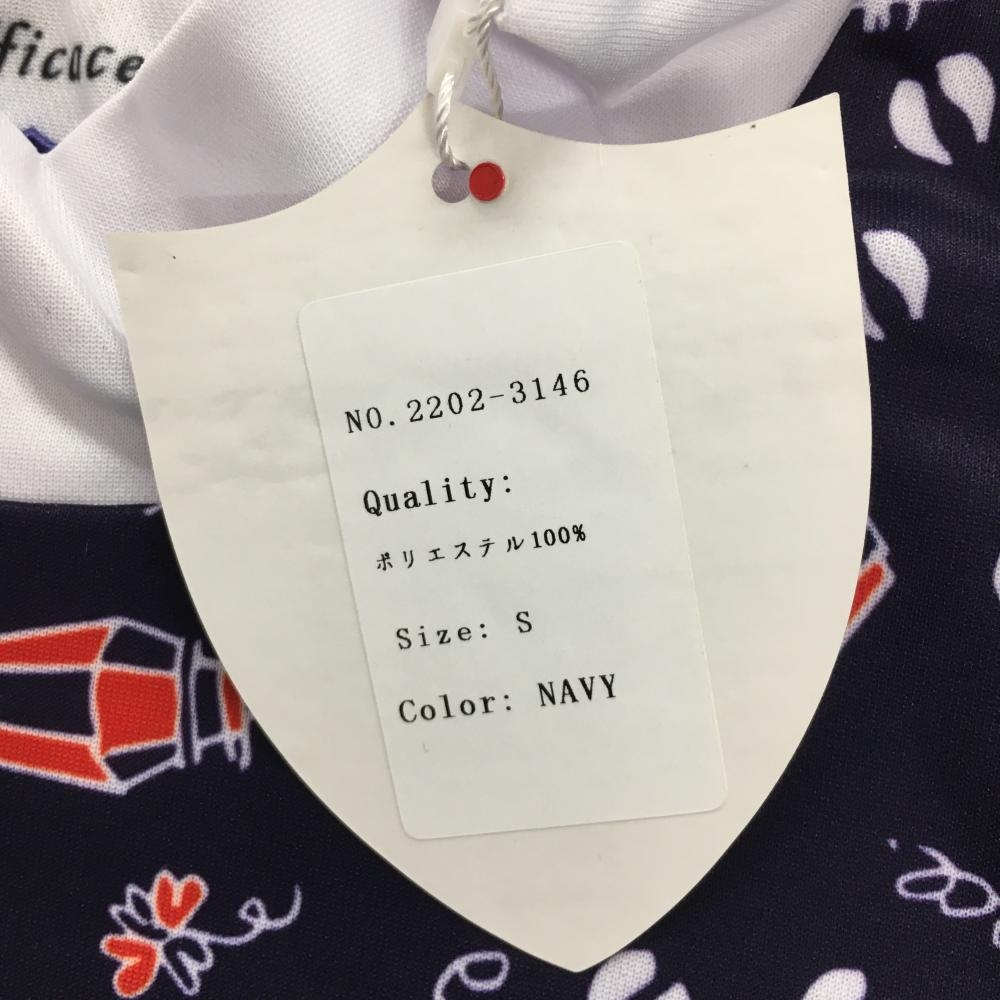 ficace
NO.2202-3146
Quality:
ポリエステル100%
Size: S
Color: NAVY